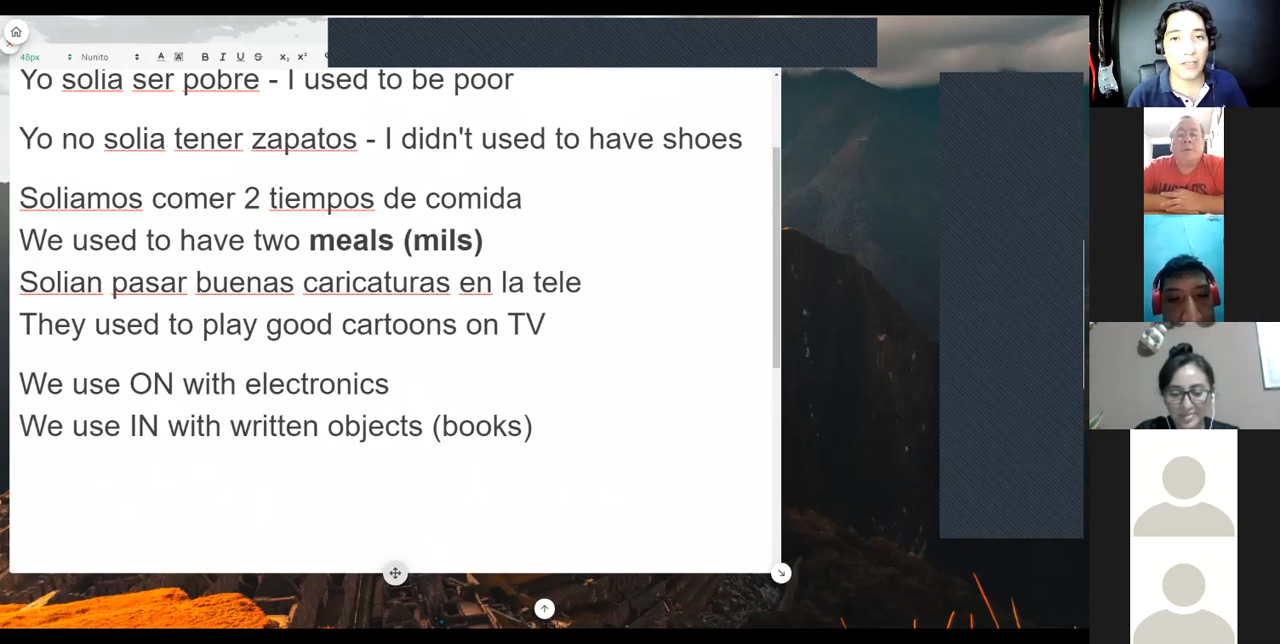 48px Nunito B I U S X₂ X²
Yo solia ser pobre - I used to be poor
Yo no solia tener zapatos - I didn't used to have shoes
Soliamos comer 2 tiempos de comida
We used to have two meals (mils)
Solian pasar buenas caricaturas en la tele
They used to play good cartoons on TV
We use ON with electronics
We use IN with written objects (books)